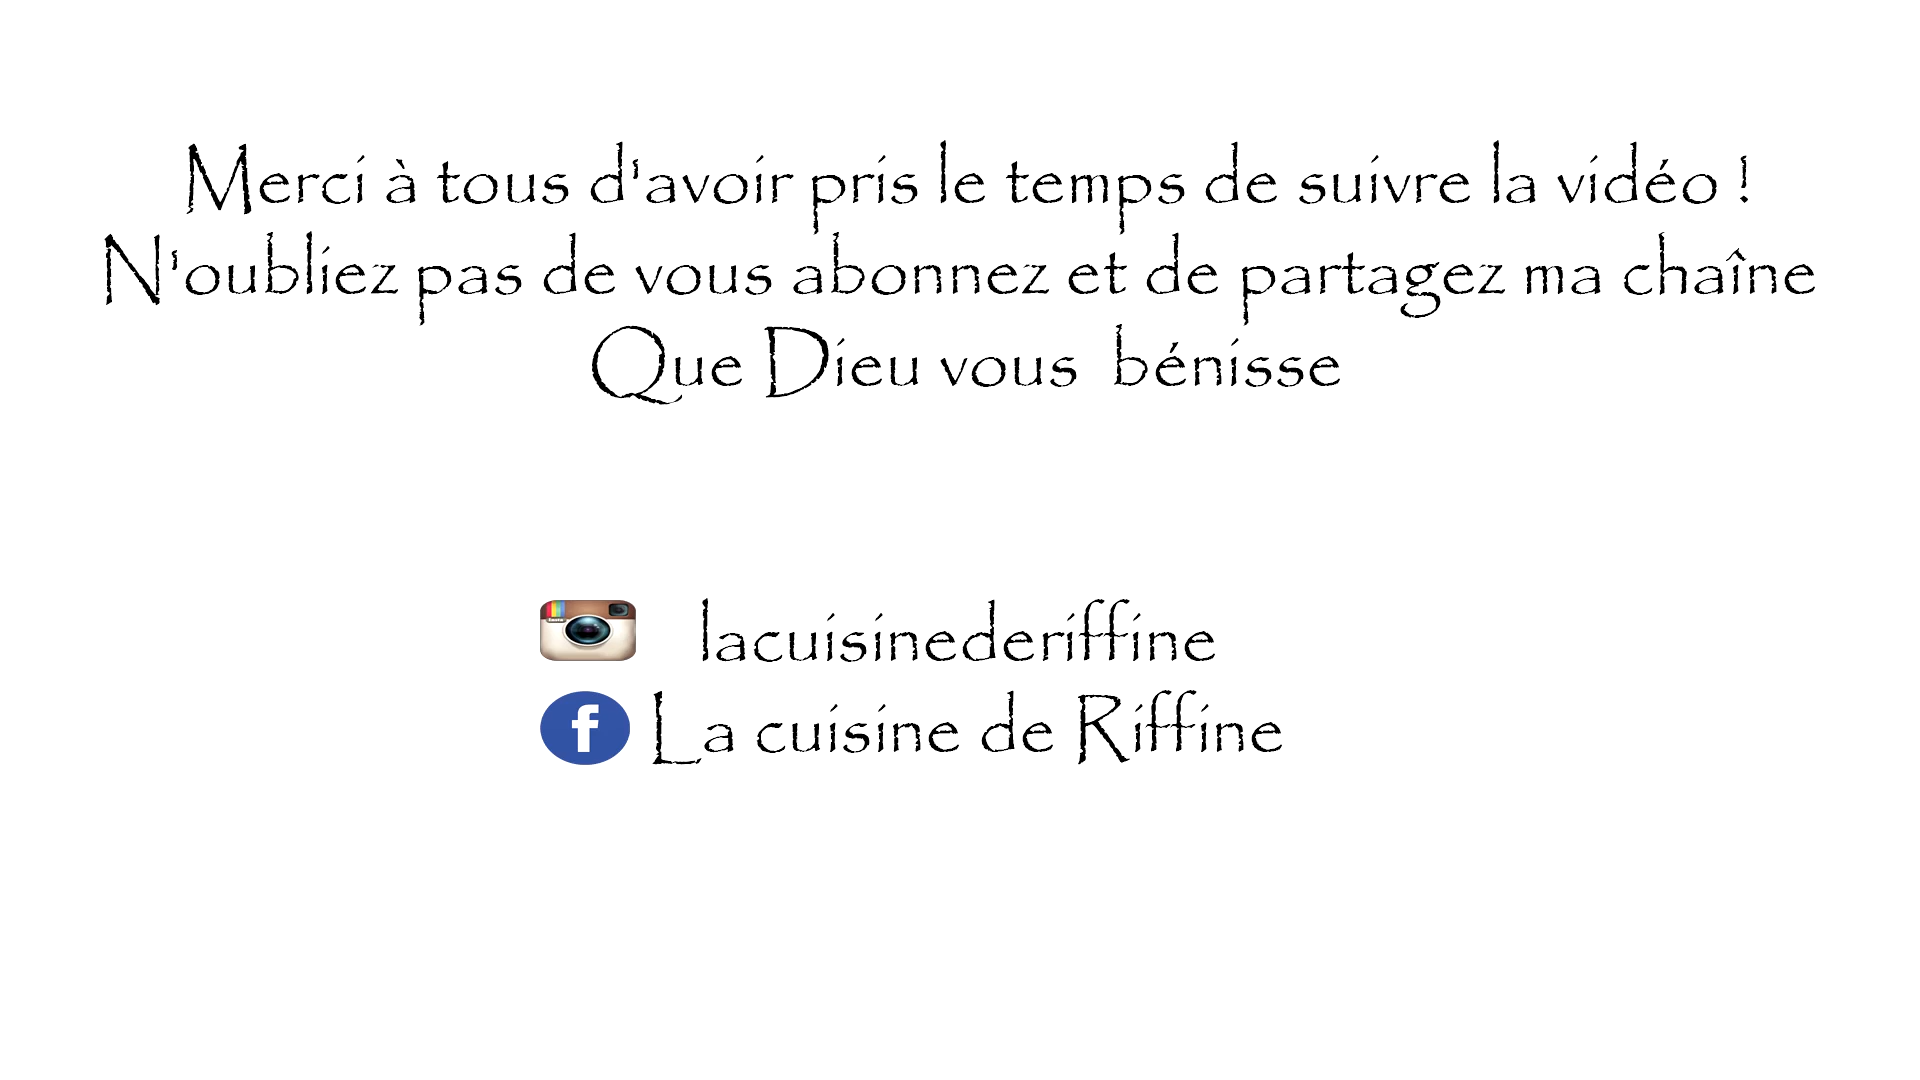 Merci à tous d'avoir pris le temps de suivre la vidéo !
N'oubliez pas de vous abonnez et de partagez ma chaîne
Que Dieu vous bénisse
lacuisinederiffine
f La cuisine de Riffine